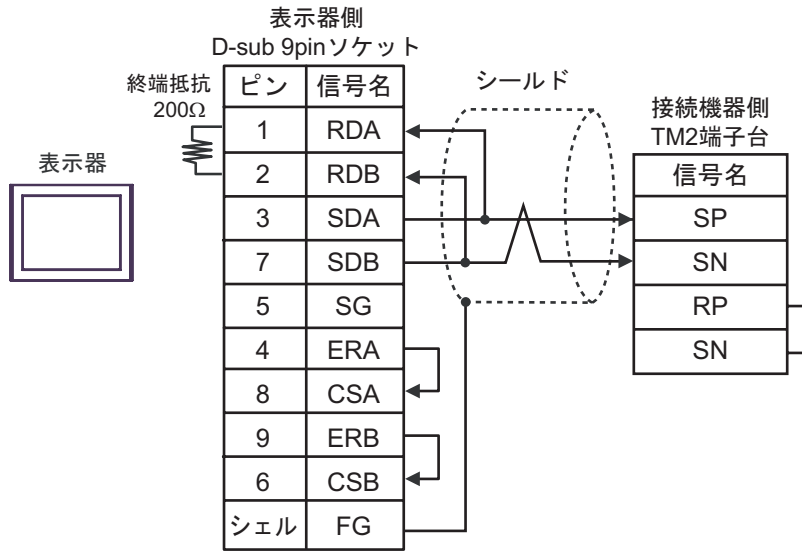 表示器側
D-sub 9pinソケット
終端抵抗
200Ω
表示器
ピン 信号名
1 RDA
2 RDB
3 SDA
7 SDB
5 SG
4 ERA
8 CSA
9 ERB
6 CSB
シェル FG
シールド
接続機器側
TM2端子台
信号名
SP
SN
RP
SN